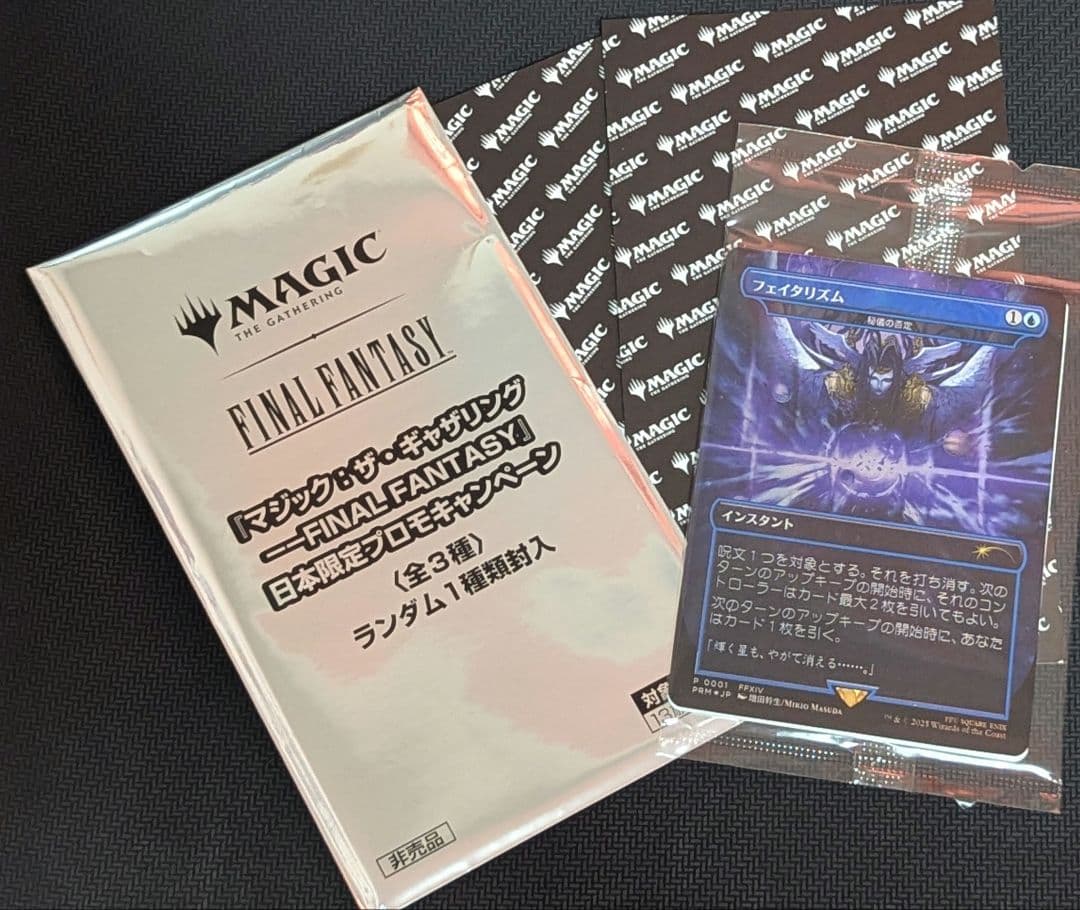 MAGIC
THE GATHERING
FINAL FANTASY
『マジック：ザ・ギャザリング
──FINAL FANTASY』
日本限定プロモキャンペーン
〈全３種〉
ランダム１種類封入
非売品
フェイタリズム
1
秘儀の否定
インスタント
呪文１つを対象とする。それを打ち消す。次の
ターンのアップキープの開始時に、それのコン
トローラーはカード最大２枚を引いてもよい。
次のターンのアップキープの開始時に、あなた
はカード１枚を引く。
「輝く星も、やがて消える……。」
P 0001 FFXIV
PRM★JP 増田幹生/MIKIO MASUDA
FPU SQUARE ENIX
™ & © 2025 Wizards of the Coast